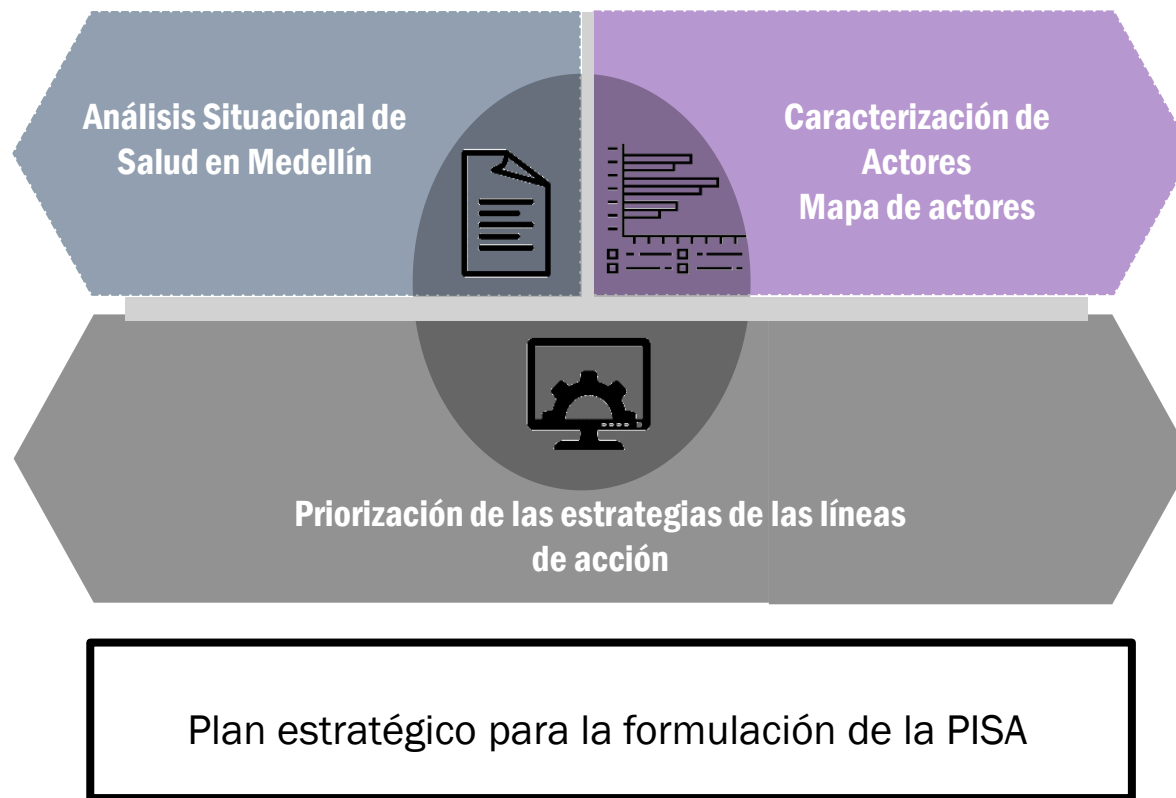 Análisis Situacional de
Salud en Medellín
Caracterización de
Actores
Mapa de actores
Priorización de las estrategias de las líneas
de acción
Plan estratégico para la formulación de la PISA